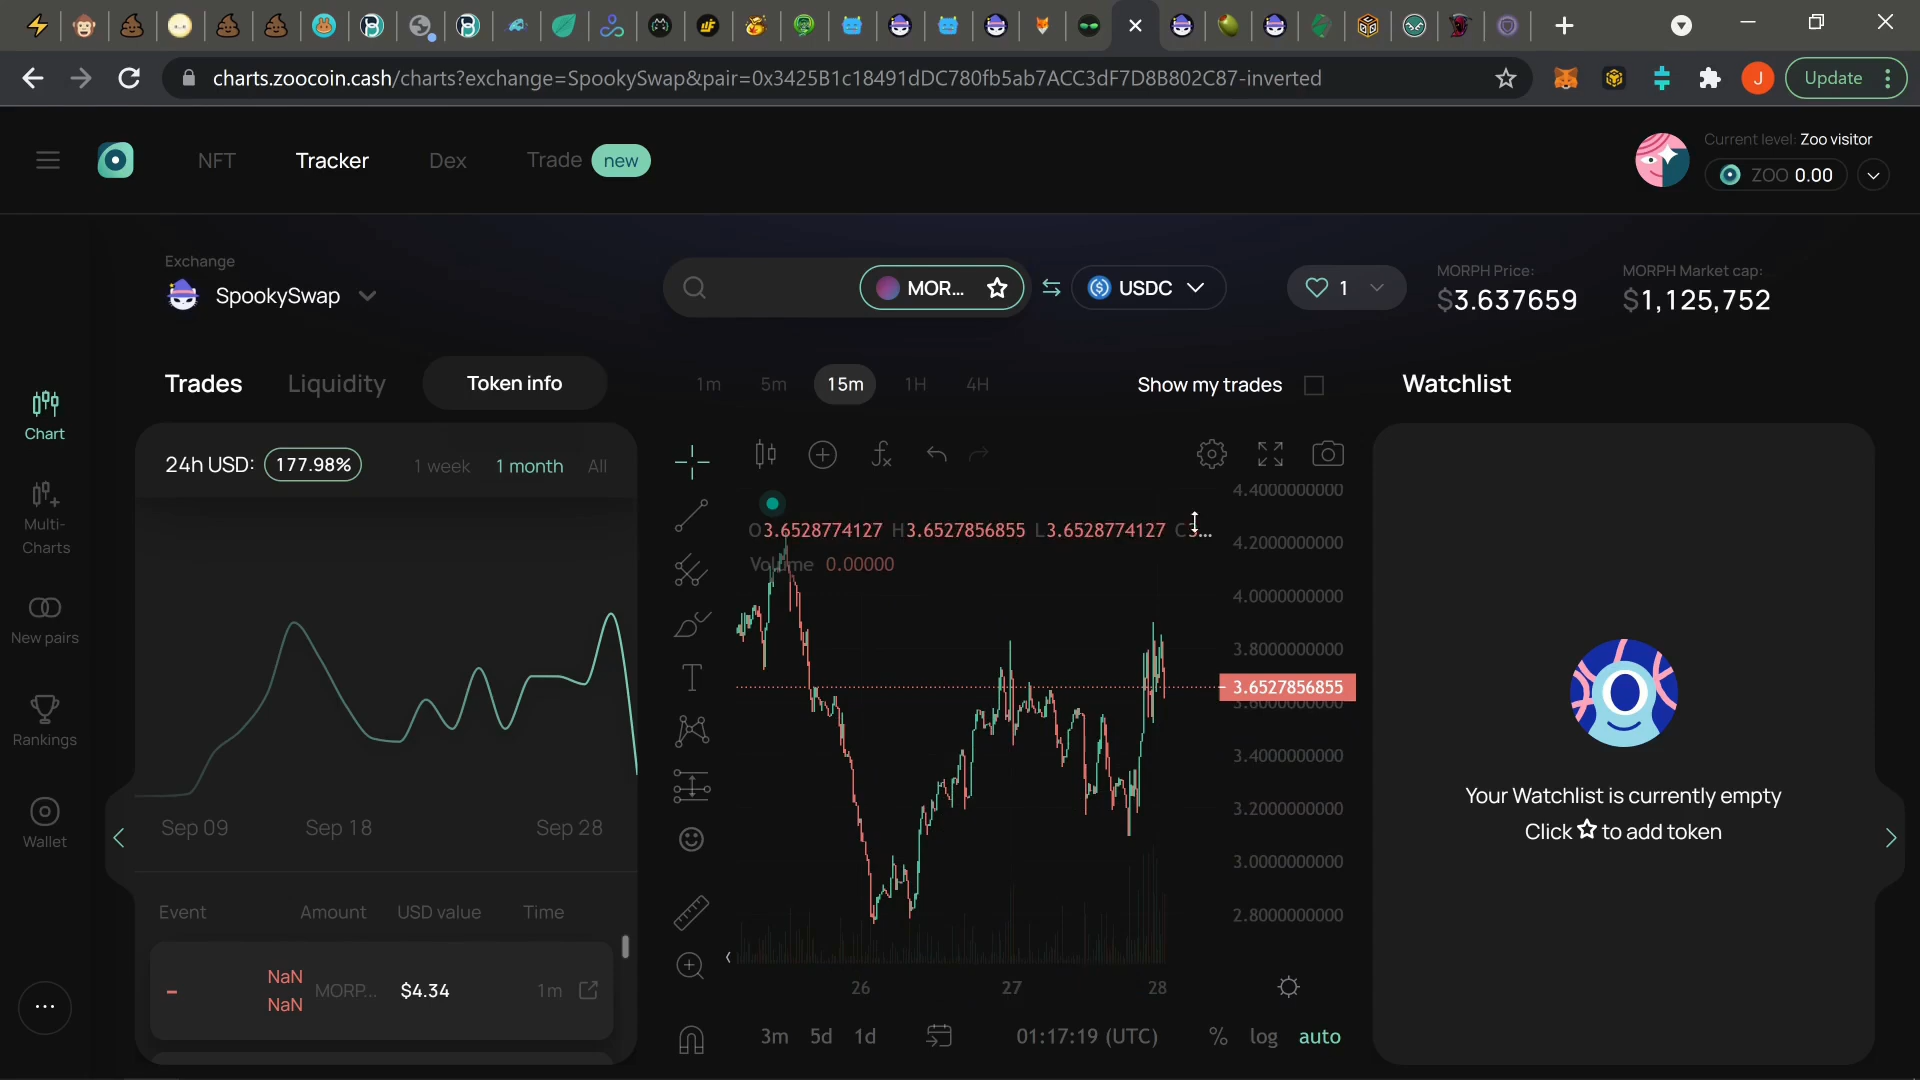 charts.zoocoin.cash/charts?exchange=SpookySwap&pair=0x3425B1c18491dDC780fb5ab7ACC3dF7D8B802C87-inverted
J
Update
NFT
Tracker
Dex
Trade
new
Current level: Zoo visitor
ZOO 0.00
Exchange
SpookySwap
MOR...
USDC
1
MORPH Price:
$3.637659
MORPH Market cap:
$1,125,752
Trades
Liquidity
Token info
1m
5m
15m
1H
4H
Show my trades
Watchlist
Chart
Multi-
Charts
New pairs
Rankings
Wallet
24h USD: 177.98%
1 week
1 month
All
Sep 09
Sep 18
Sep 28
Event
Amount
USD value
Time
NaN
NaN
MORP...
$4.34
1m
O3.6528774127 H3.6527856855 L3.6528774127 C3...
Volume 0.00000
4.4000000000
4.2000000000
4.0000000000
3.8000000000
3.6527856855
3.6000000000
3.4000000000
3.2000000000
3.0000000000
2.8000000000
26
27
28
3m
5d
1d
01:17:19 (UTC)
%
log
auto
Your Watchlist is currently empty
Click to add token